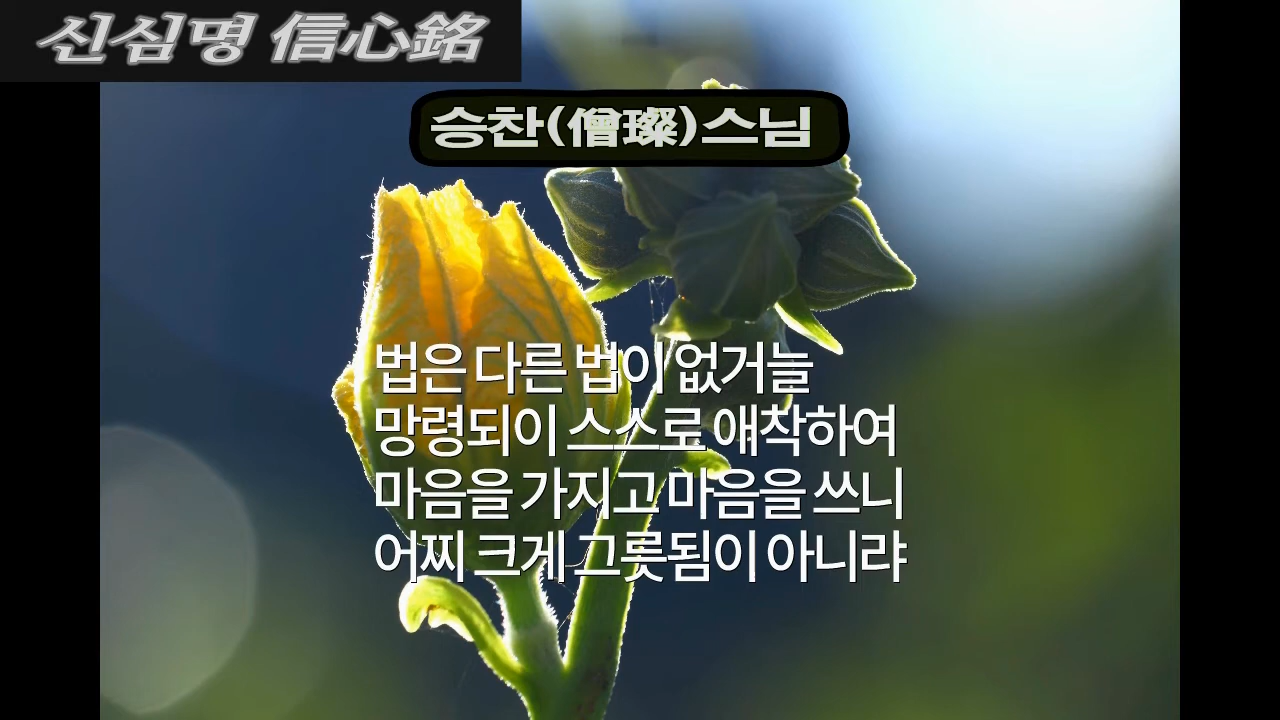 신심명 信心銘
승찬(僧璨)스님
법은 다른 법이 없거늘
망령되이 스스로 애착하여
마음을 가지고 마음을 쓰니
어찌 크게 그릇됨이 아니랴